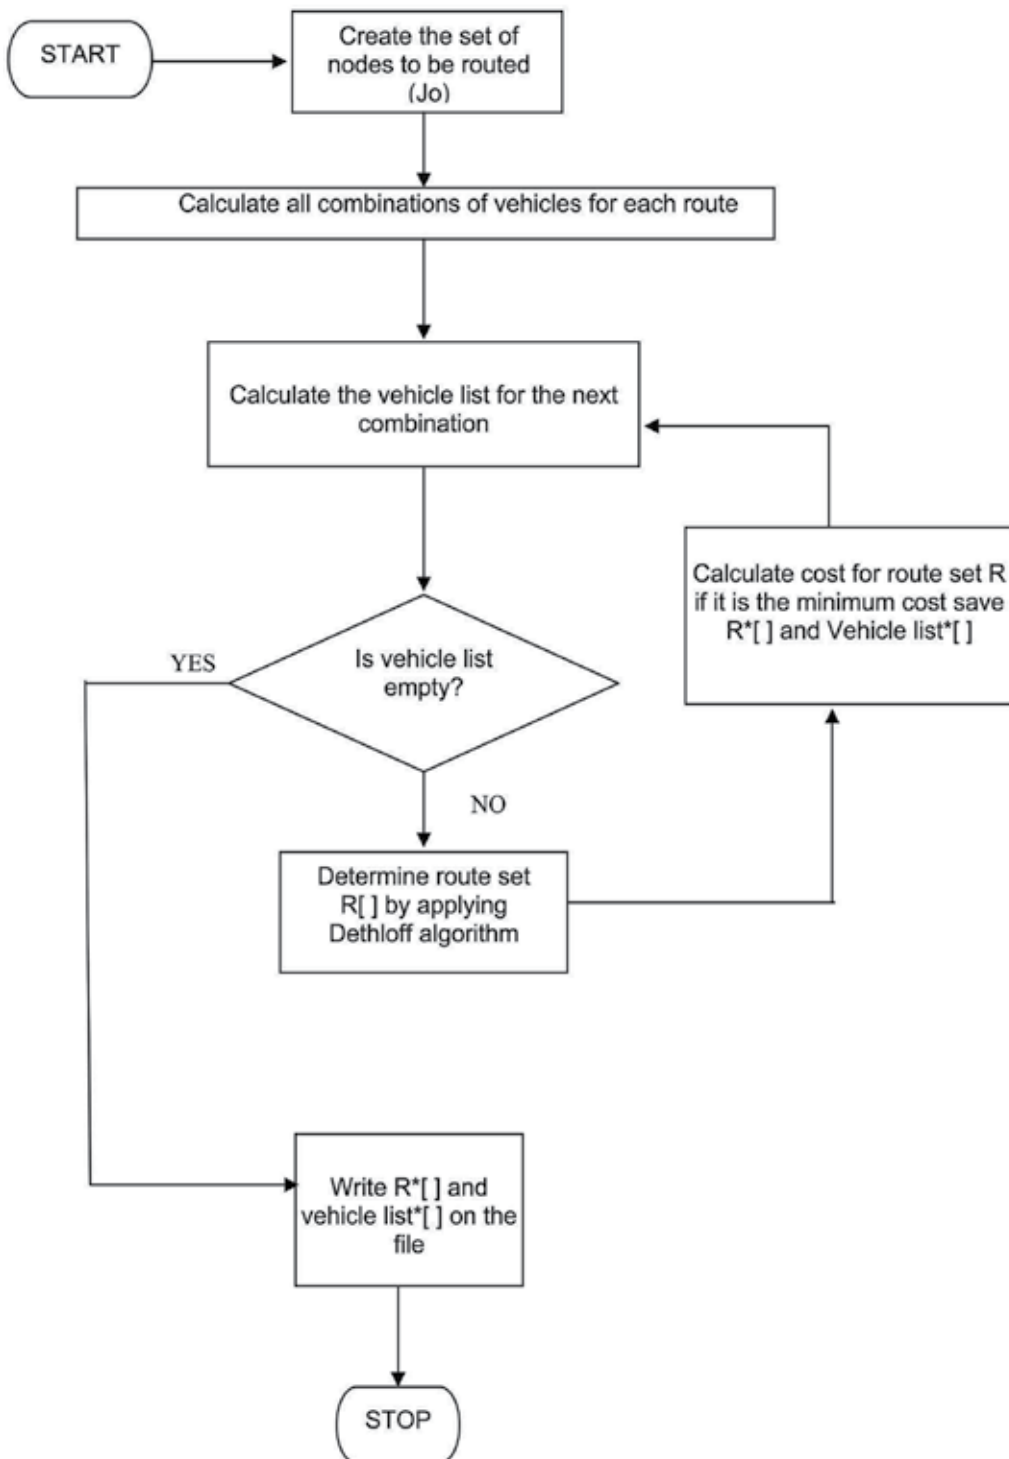 START
Create the set of
nodes to be routed
(Jo)
Calculate all combinations of vehicles for each route
Calculate the vehicle list for the next
combination
Calculate cost for route set R
if it is the minimum cost save
R*[ ] and Vehicle list*[ ]
YES
Is vehicle list
empty?
NO
Determine route set
R[ ] by applying
Dethloff algorithm
Write R*[ ] and
vehicle list*[ ] on the
file
STOP